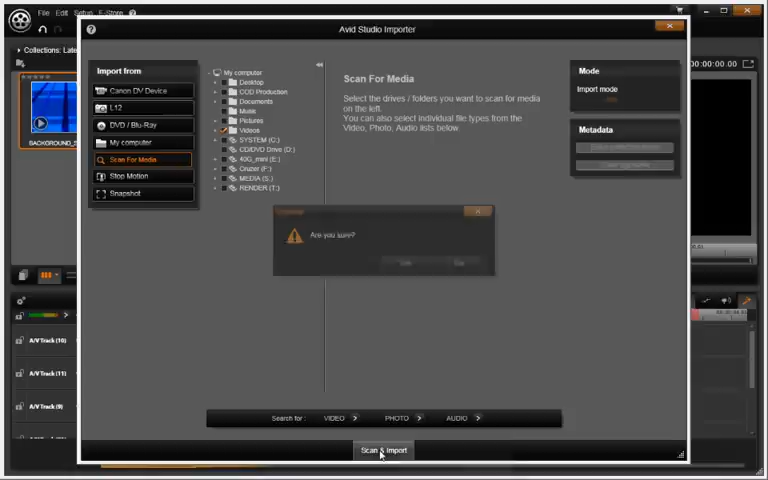 File Edit Setup E-Store
Avid Studio Importer
Collections: Late
00:00:00.00
Import from
Canon DV Device
L12
DVD / Blu-Ray
My computer
Scan For Media
Stop Motion
Snapshot
My computer
Desktop
COD Production
Documents
Music
Pictures
Videos
SYSTEM (C:)
CD/DVD Drive (D:)
40G_mini (E:)
Cruzer (F:)
MEDIA (S:)
RENDER (T:)
Scan For Media
Select the drives / folders you want to scan for media
on the left.
You can also select individual file types from the
Video, Photo, Audio lists below.
Mode
Import mode
Metadata
BACKGROUND_S
Are you sure?
A/V Track (10)
A/V Track (11)
A/V Track (9)
Search for: VIDEO PHOTO AUDIO
Scan & Import